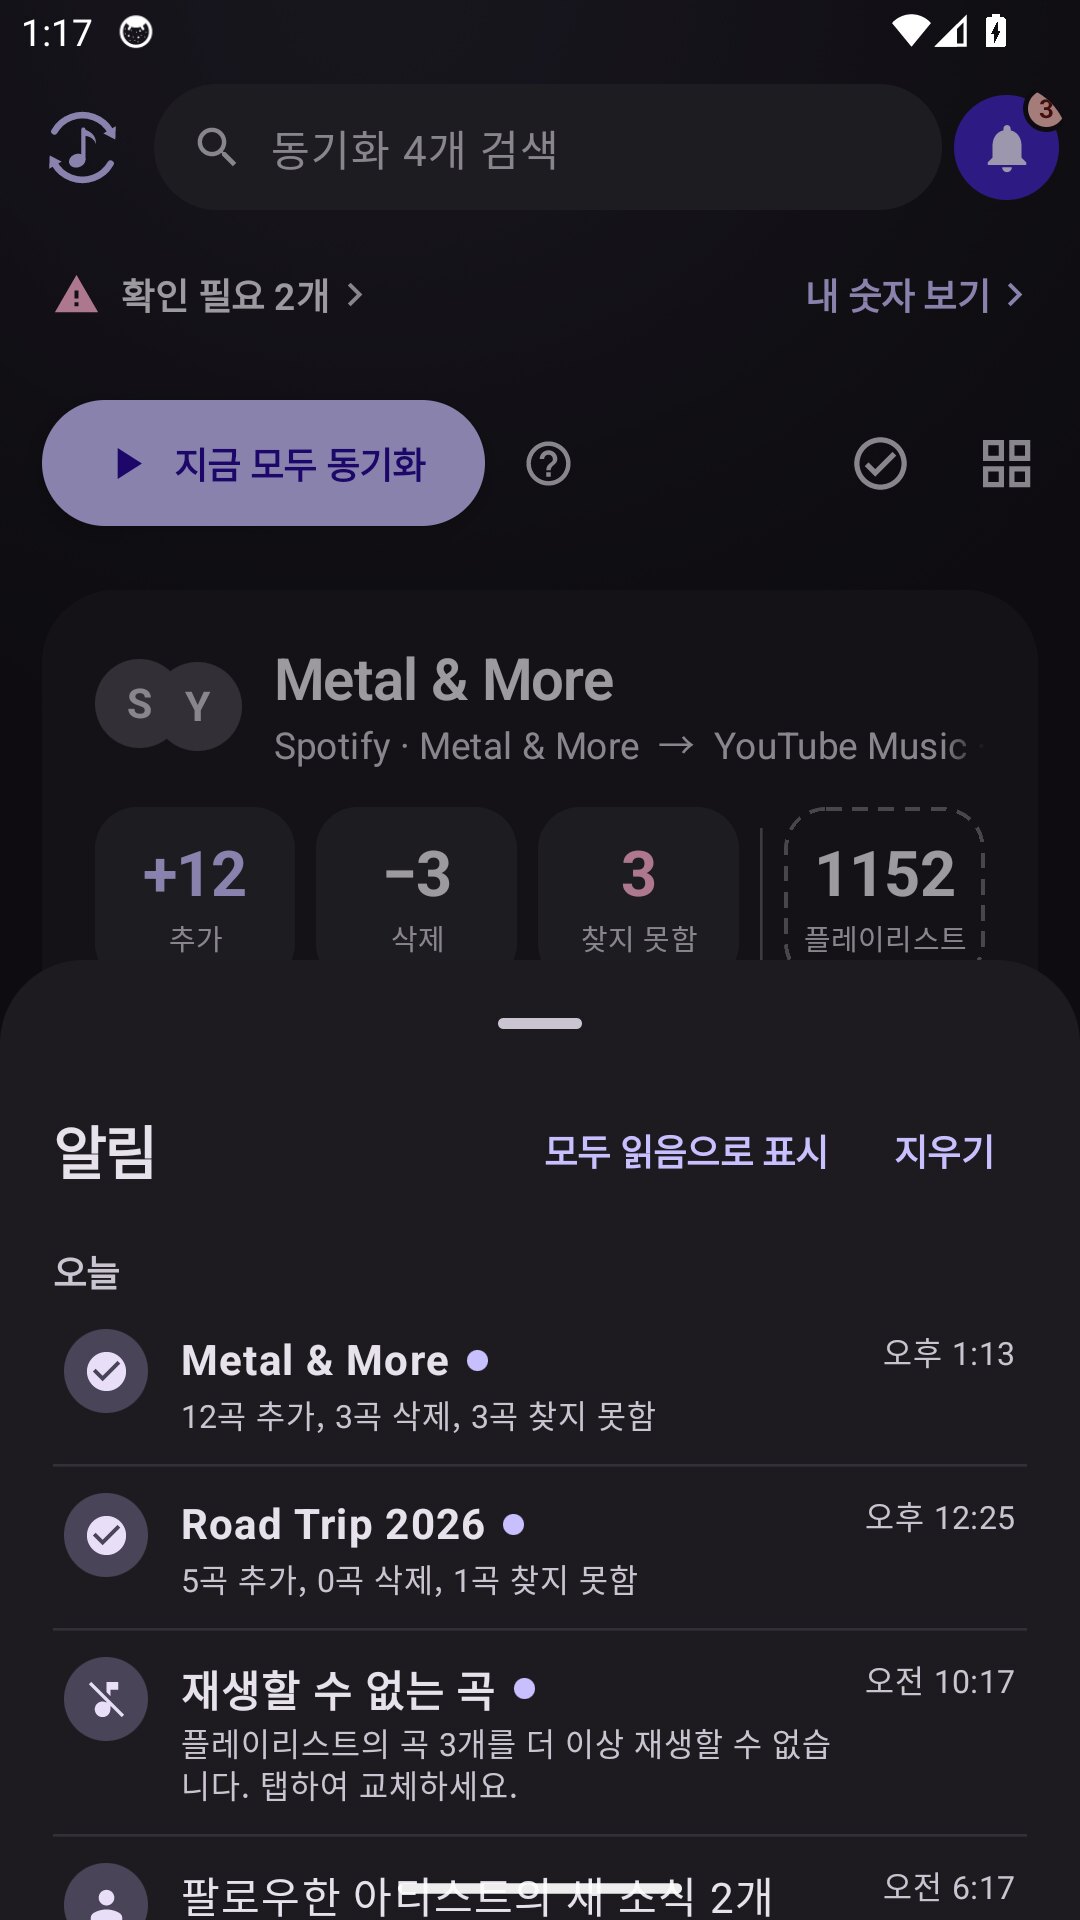 1:17
동기화 4개 검색
3
확인 필요 2개
내 숫자 보기
지금 모두 동기화
S Y
Metal & More
Spotify · Metal & More → YouTube Music
+12
추가
−3
삭제
3
찾지 못함
1152
플레이리스트
알림
모두 읽음으로 표시
지우기
오늘
Metal & More
오후 1:13
12곡 추가, 3곡 삭제, 3곡 찾지 못함
Road Trip 2026
오후 12:25
5곡 추가, 0곡 삭제, 1곡 찾지 못함
재생할 수 없는 곡
오전 10:17
플레이리스트의 곡 3개를 더 이상 재생할 수 없습
니다. 탭하여 교체하세요.
팔로우한 아티스트의 새 소식 2개
오전 6:17